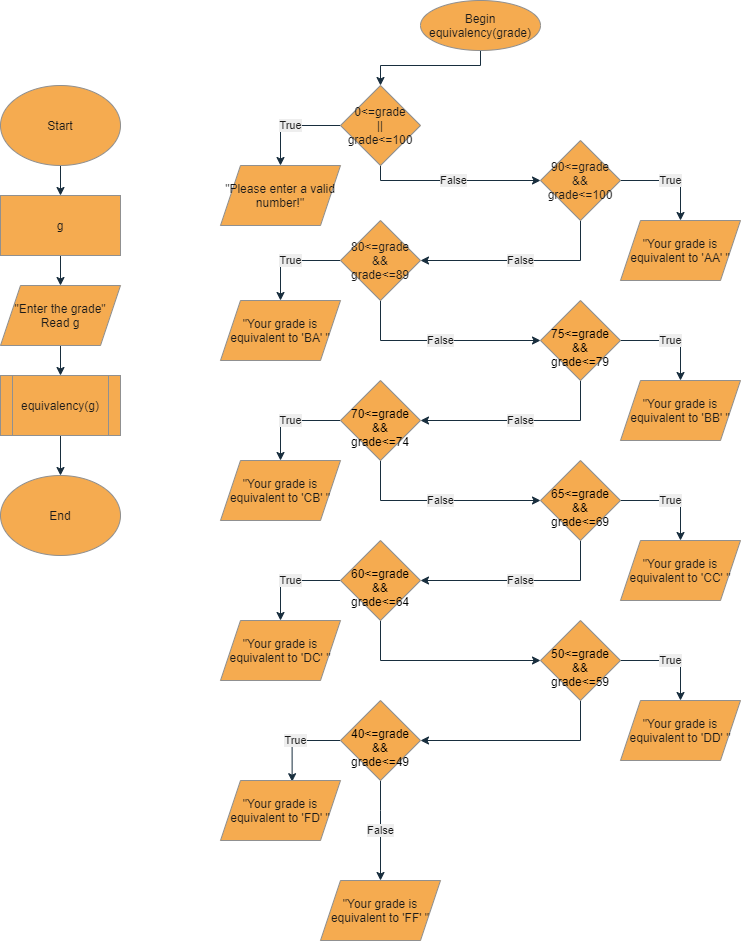 Start
g
"Enter the grade"
Read g
equivalency(g)
End
Begin
equivalency(grade)
0<=grade
||
grade<=100
True
"Please enter a valid
number!"
False
90<=grade
&&
grade<=100
True
"Your grade is
equivalent to 'AA' "
False
80<=grade
&&
grade<=89
True
"Your grade is
equivalent to 'BA' "
False
75<=grade
&&
grade<=79
True
"Your grade is
equivalent to 'BB' "
False
70<=grade
&&
grade<=74
True
"Your grade is
equivalent to 'CB' "
False
65<=grade
&&
grade<=69
True
"Your grade is
equivalent to 'CC' "
False
60<=grade
&&
grade<=64
True
"Your grade is
equivalent to 'DC' "
50<=grade
&&
grade<=59
True
"Your grade is
equivalent to 'DD' "
40<=grade
&&
grade<=49
True
"Your grade is
equivalent to 'FD' "
False
"Your grade is
equivalent to 'FF' "